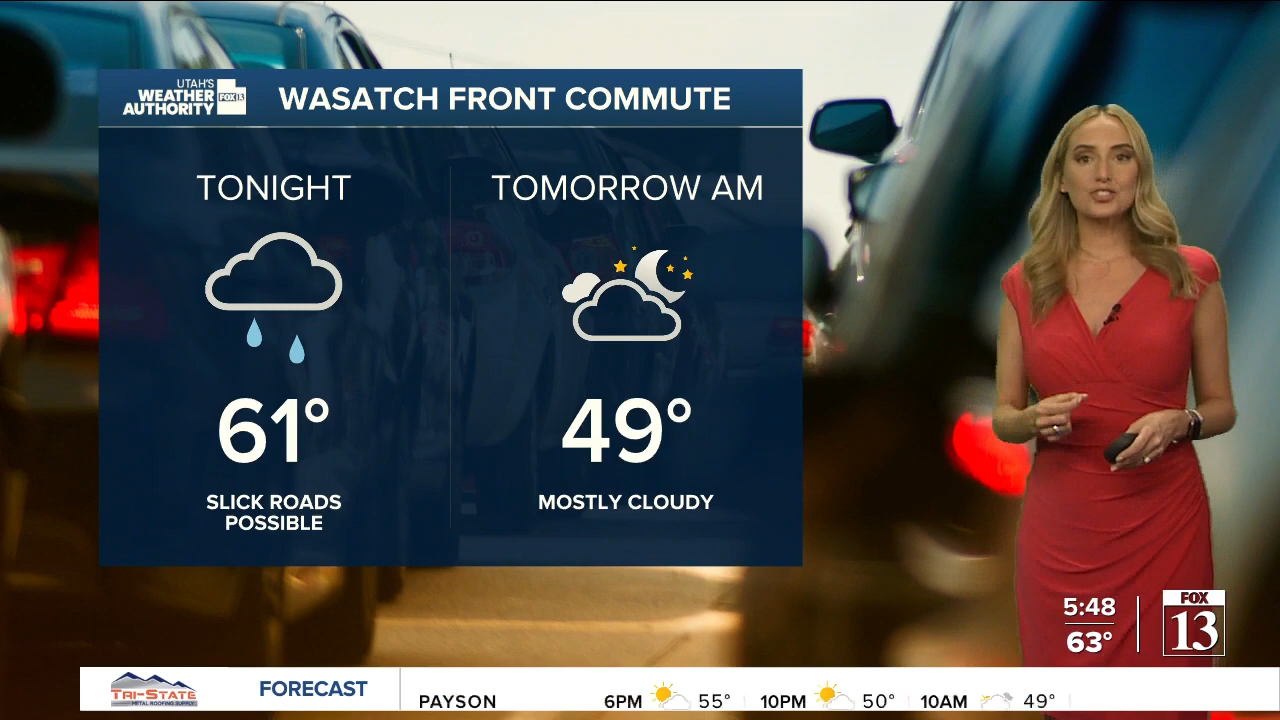 UTAH'S
WEATHER
AUTHORITY
FOX 13
WASATCH FRONT COMMUTE
TONIGHT
TOMORROW AM
61°
49°
SLICK ROADS
POSSIBLE
MOSTLY CLOUDY
5:48
63°
FOX
13
TRI-STATE
METAL ROOFING SUPPLY
FORECAST
PAYSON 6PM 55° 10PM 50° 10AM 49°